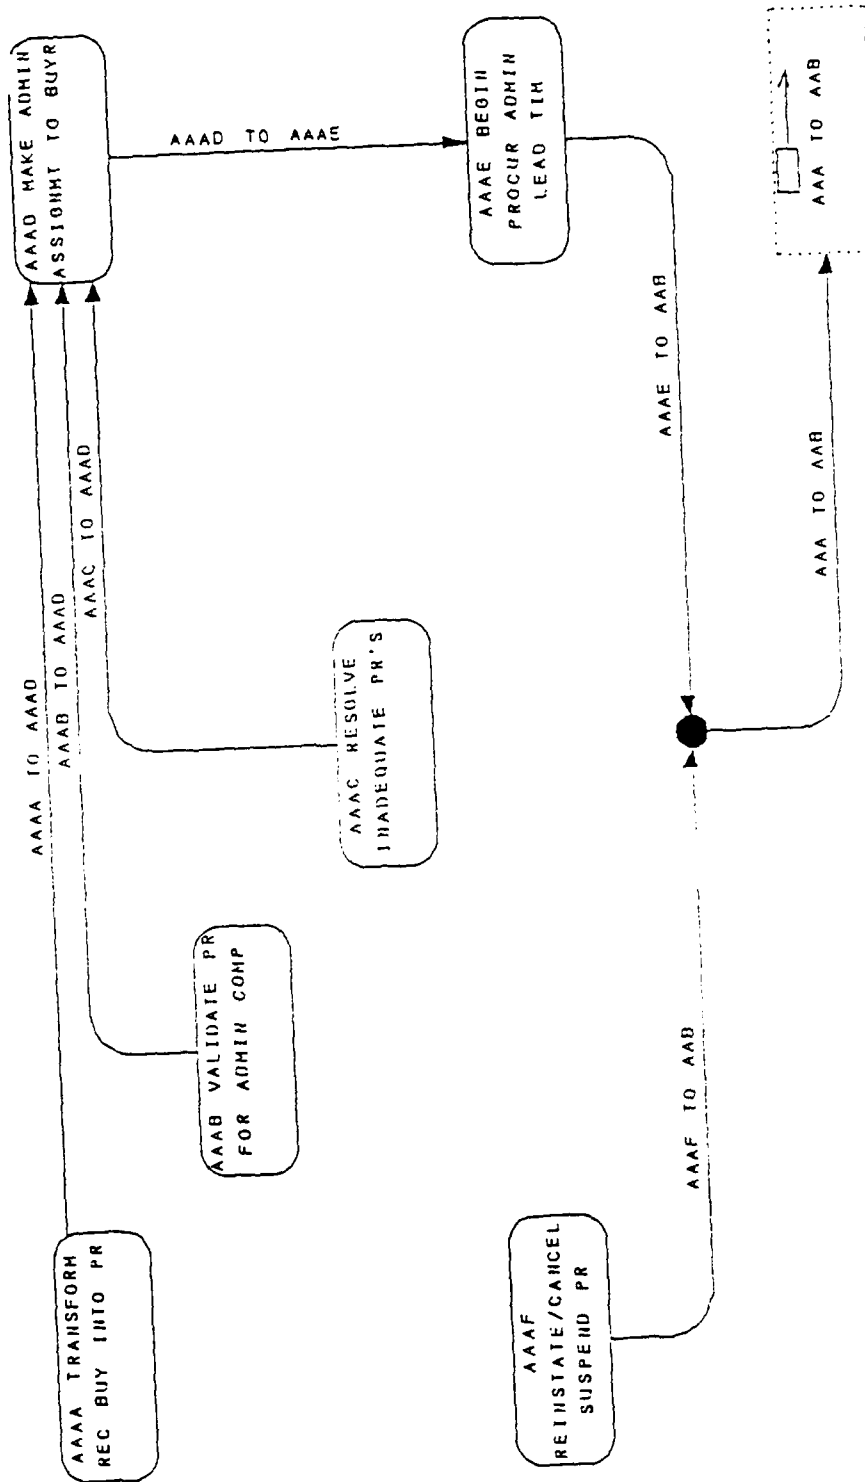 AAAA TRANSFORM
REC BUY INTO PR
AAAB VALIDATE PR
FOR ADMIN COMP
AAAC RESOLVE
INADEQUATE PR'S
AAAA TO AAAD
AAAB TO AAAD
AAAC TO AAAD
AAAD MAKE ADMIN
ASSIGNMT TO BUYR
AAAD TO AAAE
AAAE BEGIN
PROCUR ADMIN
LEAD TIM
AAAF
REINSTATE/CANCEL
SUSPEND PR
AAAF TO AAB
AAAE TO AAB
AAA TO AAB
AAA TO AAB